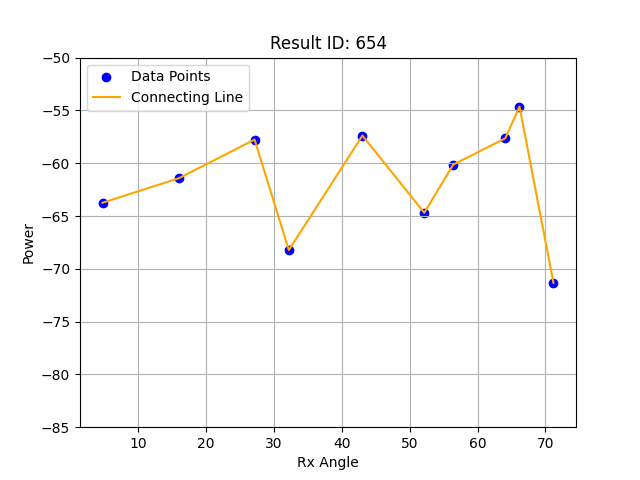 Result ID: 654
Data Points
Connecting Line
Power
−50
−55
−60
−65
−70
−75
−80
−85
10 20 30 40 50 60 70
Rx Angle